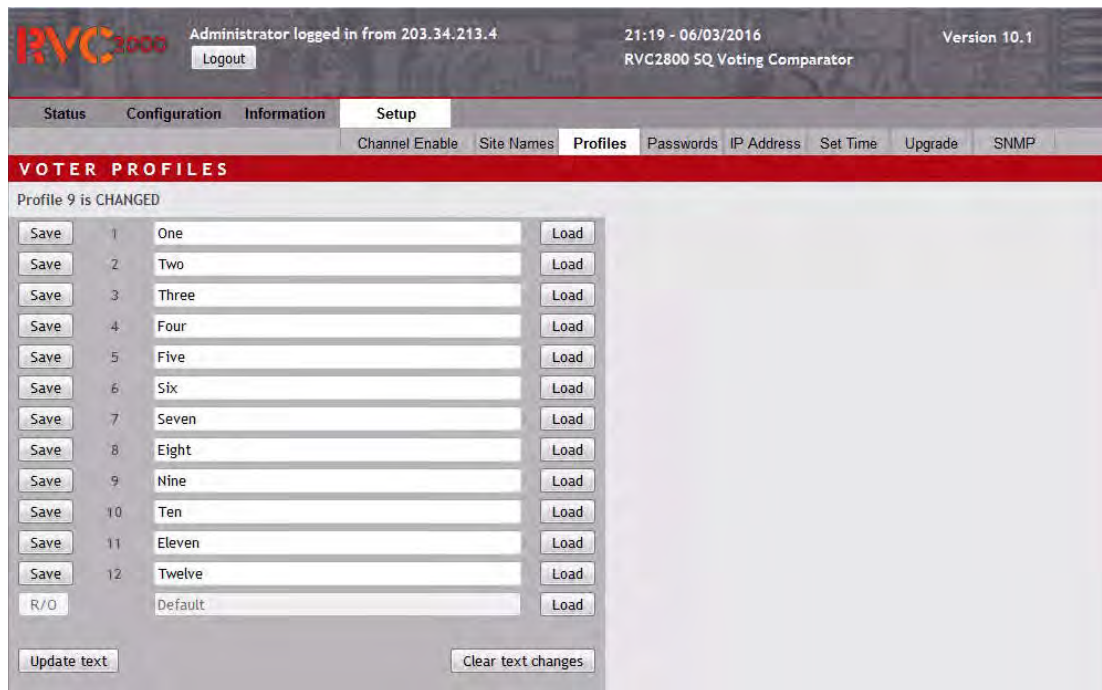 RVC2000 Administrator logged in from 203.34.213.4 21:19 - 06/03/2016 Version 10.1
Logout RVC2800 SQ Voting Comparator
Status Configuration Information Setup
Channel Enable Site Names Profiles Passwords IP Address Set Time Upgrade SNMP
VOTER PROFILES
Profile 9 is CHANGED
Save 1 One Load
Save 2 Two Load
Save 3 Three Load
Save 4 Four Load
Save 5 Five Load
Save 6 Six Load
Save 7 Seven Load
Save 8 Eight Load
Save 9 Nine Load
Save 10 Ten Load
Save 11 Eleven Load
Save 12 Twelve Load
R/O Default Load
Update text Clear text changes